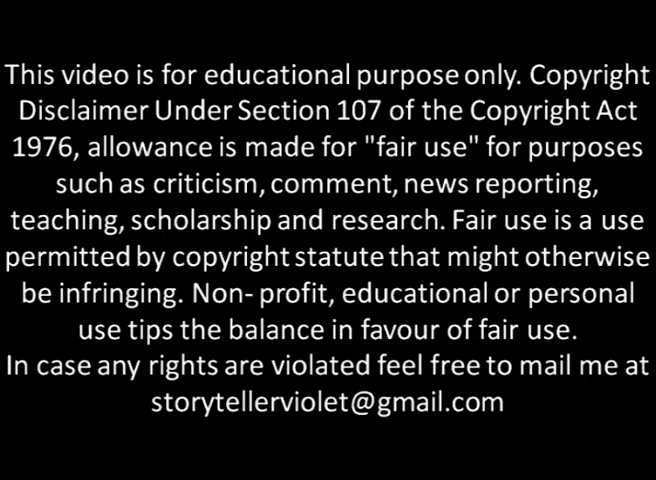 This video is for educational purpose only. Copyright
Disclaimer Under Section 107 of the Copyright Act
1976, allowance is made for "fair use" for purposes
such as criticism, comment, news reporting,
teaching, scholarship and research. Fair use is a use
permitted by copyright statute that might otherwise
be infringing. Non- profit, educational or personal
use tips the balance in favour of fair use.
In case any rights are violated feel free to mail me at
storytellerviolet@gmail.com